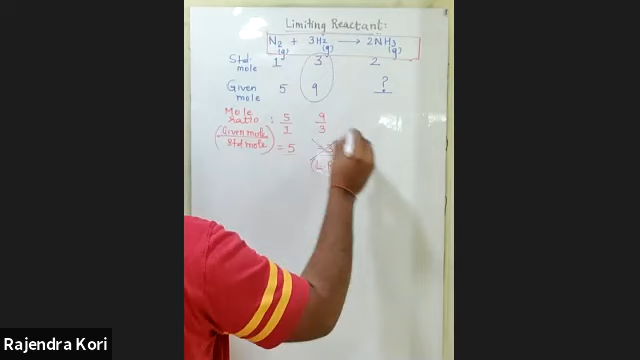 Limiting Reactant:
N₂(g) + 3H₂(g) ⟶ 2NH₃(g)
Std. mole 1 3 2
Given mole 5 9 ?
Mole ratio : 5/1 9/3
(Given mole / Std mole) = 5 = 3
L
Rajendra Kori